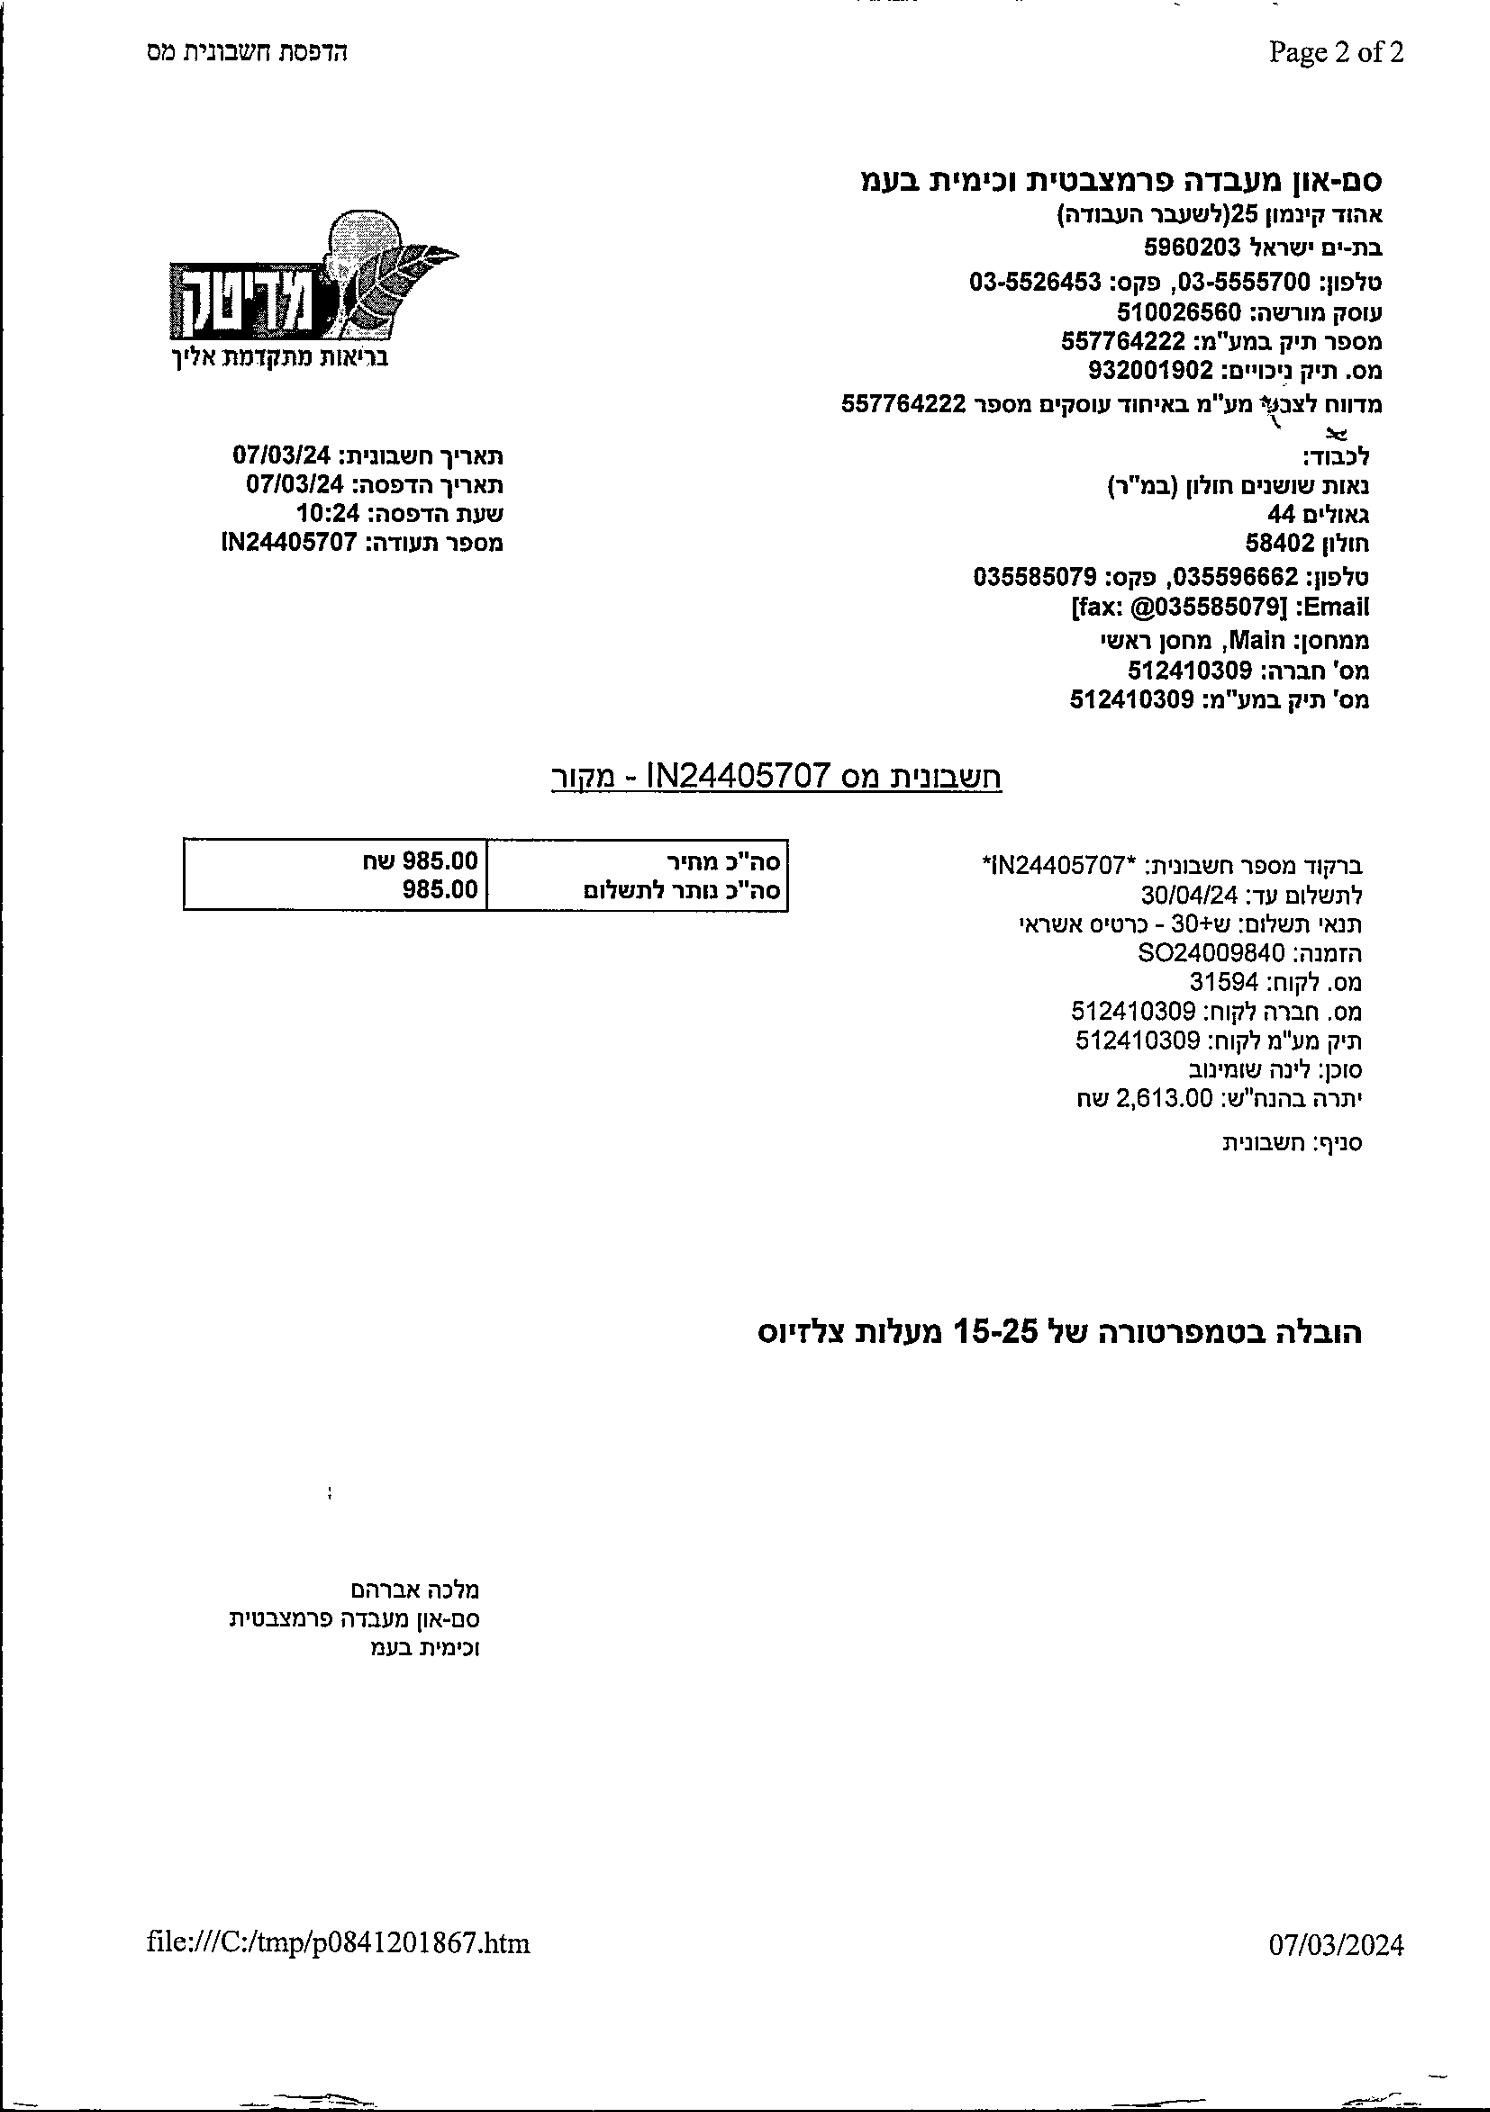 הדפסת חשבונית מס
Page 2 of 2
סם-און מעבדה פרמצבטית וכימית בעמ
אהוד קינמון 25(לשעבר העבודה)
בת-ים ישראל 5960203
טלפון: 03-5555700, פקס: 03-5526453
עוסק מורשה: 510026560
מספר תיק במע"מ: 557764222
מס. תיק ניכויים: 932001902
מדווח לצבעי מע"מ באיחוד עוסקים מספר 557764222
מדיטק
בריאות מתקדמת אליך
לכבוד:
נאות שושנים חולון (במ"ר)
גאולים 44
חולון 58402
טלפון: 035596662, פקס: 035585079
Email: [fax: @035585079]
ממחסן: Main, מחסן ראשי
מס' חברה: 512410309
מס' תיק במע"מ: 512410309
תאריך חשבונית: 07/03/24
תאריך הדפסה: 07/03/24
שעת הדפסה: 10:24
מספר תעודה: IN24405707
חשבונית מס IN24405707 - מקור
ברקוד מספר חשבונית: *IN24405707*
לתשלום עד: 30/04/24
תנאי תשלום: ש+30 - כרטיס אשראי
הזמנה: SO24009840
מס. לקוח: 31594
מס. חברה לקוח: 512410309
תיק מע"מ לקוח: 512410309
סוכן: לינה שומינוב
יתרה בהנח"ש: 2,613.00 שח
סניף: חשבונית
סה"כ מחיר 985.00 שח
סה"כ נותר לתשלום 985.00
הובלה בטמפרטורה של 15-25 מעלות צלזיוס
מלכה אברהם
סם-און מעבדה פרמצבטית
וכימית בעמ
file:///C:/tmp/p0841201867.htm
07/03/2024